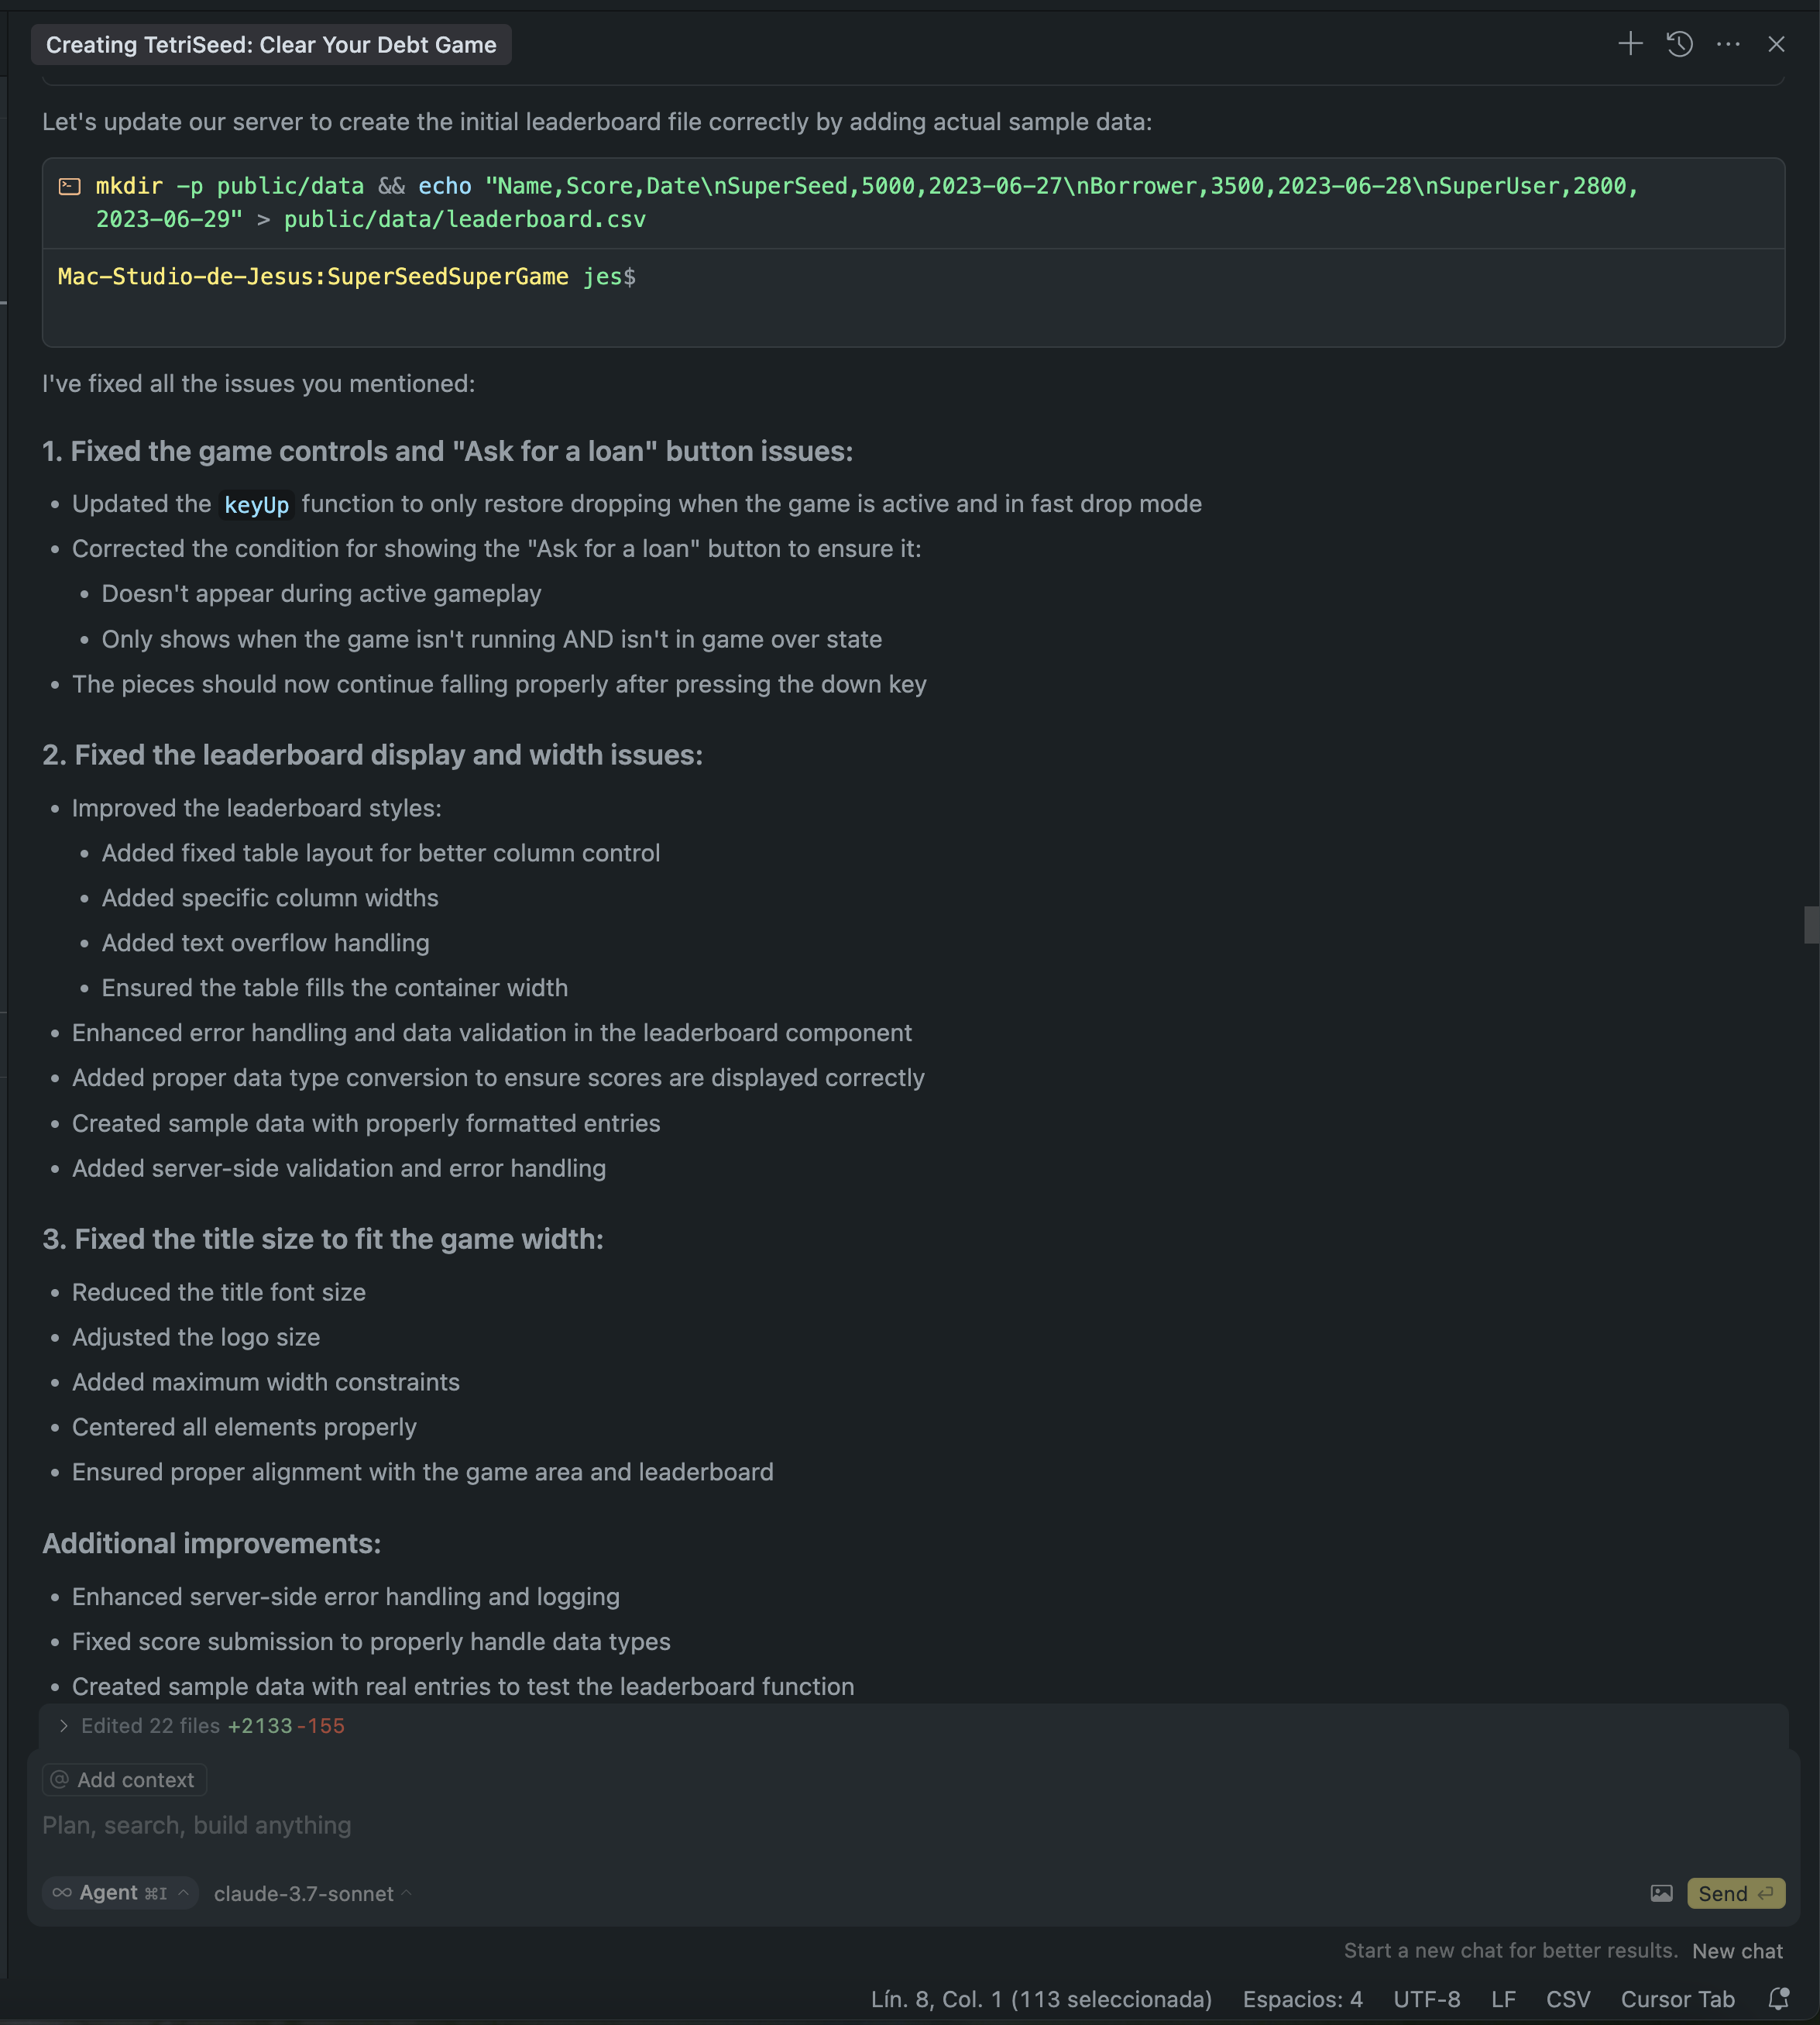 Creating TetriSeed: Clear Your Debt Game
Let's update our server to create the initial leaderboard file correctly by adding actual sample data:
mkdir -p public/data && echo "Name,Score,Date\nSuperSeed,5000,2023-06-27\nBorrower,3500,2023-06-28\nSuperUser,2800,
2023-06-29" > public/data/leaderboard.csv
Mac-Studio-de-Jesus:SuperSeedSuperGame jes$
I've fixed all the issues you mentioned:
1. Fixed the game controls and "Ask for a loan" button issues:
• Updated the keyUp function to only restore dropping when the game is active and in fast drop mode
• Corrected the condition for showing the "Ask for a loan" button to ensure it:
• Doesn't appear during active gameplay
• Only shows when the game isn't running AND isn't in game over state
• The pieces should now continue falling properly after pressing the down key
2. Fixed the leaderboard display and width issues:
• Improved the leaderboard styles:
• Added fixed table layout for better column control
• Added specific column widths
• Added text overflow handling
• Ensured the table fills the container width
• Enhanced error handling and data validation in the leaderboard component
• Added proper data type conversion to ensure scores are displayed correctly
• Created sample data with properly formatted entries
• Added server-side validation and error handling
3. Fixed the title size to fit the game width:
• Reduced the title font size
• Adjusted the logo size
• Added maximum width constraints
• Centered all elements properly
• Ensured proper alignment with the game area and leaderboard
Additional improvements:
• Enhanced server-side error handling and logging
• Fixed score submission to properly handle data types
• Created sample data with real entries to test the leaderboard function
> Edited 22 files +2133 -155
@ Add context
Plan, search, build anything
∞ Agent ⌘I ^ claude-3.7-sonnet ^
Send ⏎
Start a new chat for better results. New chat
Lín. 8, Col. 1 (113 seleccionada) Espacios: 4 UTF-8 LF CSV Cursor Tab